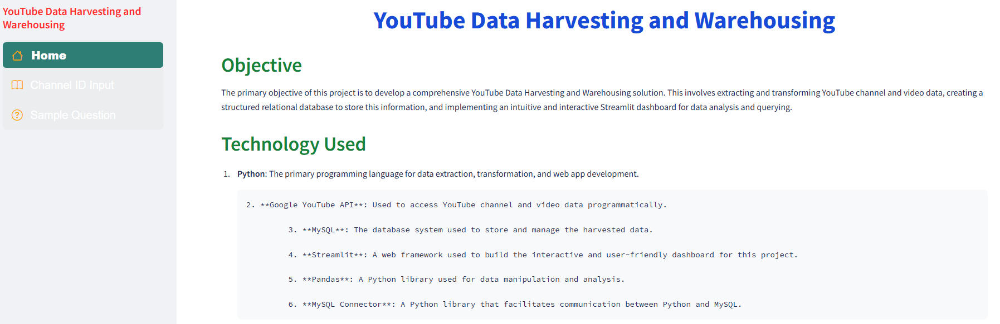 YouTube Data Harvesting and
Warehousing
Home
Channel ID Input
Sample Question
YouTube Data Harvesting and Warehousing
Objective
The primary objective of this project is to develop a comprehensive YouTube Data Harvesting and Warehousing solution. This involves extracting and transforming YouTube channel and video data, creating a
structured relational database to store this information, and implementing an intuitive and interactive Streamlit dashboard for data analysis and querying.
Technology Used
1. Python: The primary programming language for data extraction, transformation, and web app development.
2. **Google YouTube API**: Used to access YouTube channel and video data programmatically.
3. **MySQL**: The database system used to store and manage the harvested data.
4. **Streamlit**: A web framework used to build the interactive and user-friendly dashboard for this project.
5. **Pandas**: A Python library used for data manipulation and analysis.
6. **MySQL Connector**: A Python library that facilitates communication between Python and MySQL.